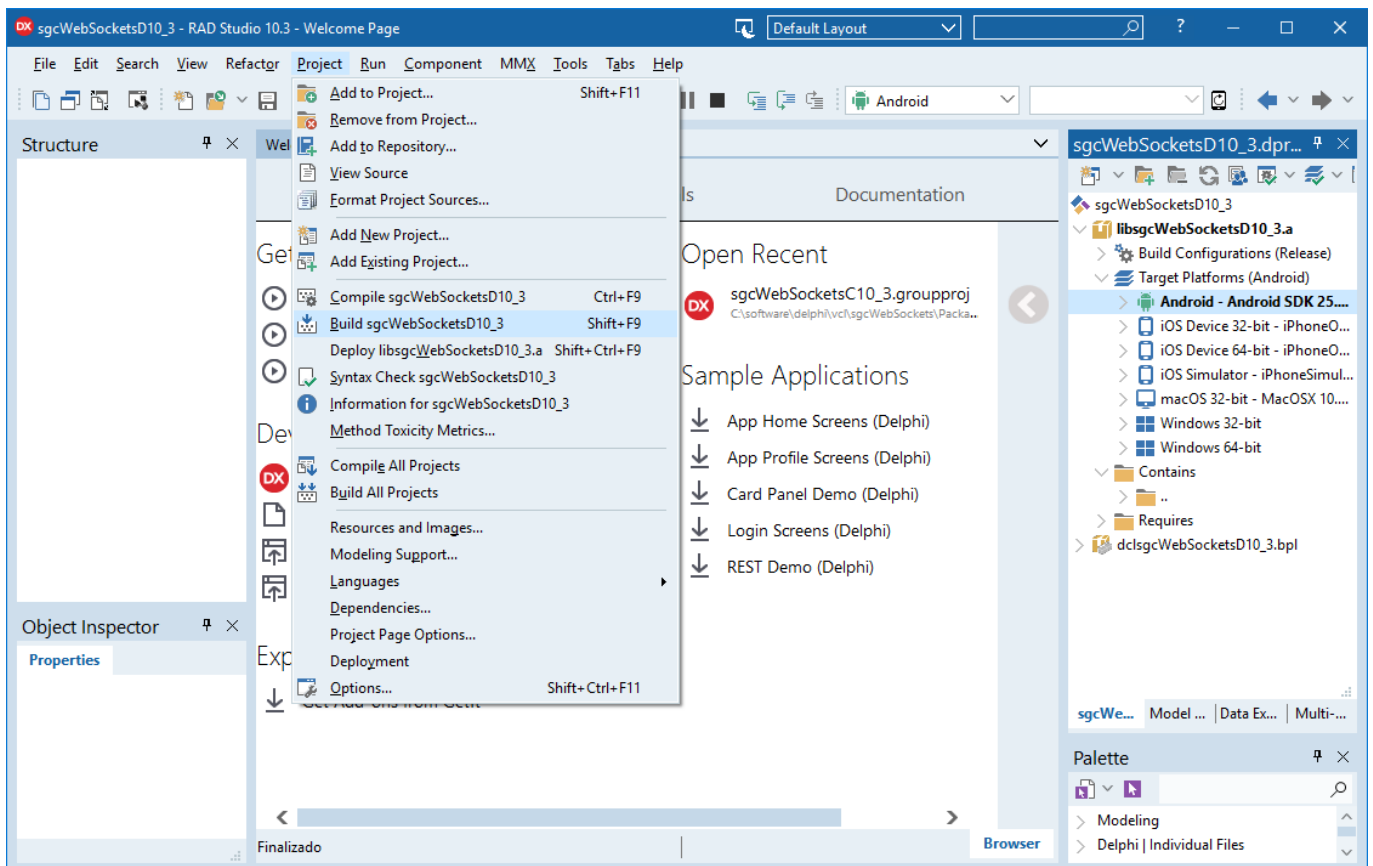 DX sgcWebSocketsD10_3 - RAD Studio 10.3 - Welcome Page
Default Layout
?
File Edit Search View Refactor Project Run Component MMX Tools Tabs Help
Android
Structure
Object Inspector
Properties
Add to Project... Shift+F11
Remove from Project...
Add to Repository...
View Source
Format Project Sources...
Add New Project...
Add Existing Project...
Compile sgcWebSocketsD10_3 Ctrl+F9
Build sgcWebSocketsD10_3 Shift+F9
Deploy libsgcWebSocketsD10_3.a Shift+Ctrl+F9
Syntax Check sgcWebSocketsD10_3
Information for sgcWebSocketsD10_3
Method Toxicity Metrics...
Compile All Projects
Build All Projects
Resources and Images...
Modeling Support...
Languages
Dependencies...
Project Page Options...
Deployment
Options... Shift+Ctrl+F11
Wel
ls
Documentation
Get
Dev
DX
Exp
Open Recent
DX
sgcWebSocketsC10_3.groupproj
C:\software\delphi\vcl\sgcWebSockets\Packa...
Sample Applications
App Home Screens (Delphi)
App Profile Screens (Delphi)
Card Panel Demo (Delphi)
Login Screens (Delphi)
REST Demo (Delphi)
Finalizado
Browser
sgcWebSocketsD10_3.dpr...
sgcWebSocketsD10_3
libsgcWebSocketsD10_3.a
Build Configurations (Release)
Target Platforms (Android)
Android - Android SDK 25....
iOS Device 32-bit - iPhoneO...
iOS Device 64-bit - iPhoneO...
iOS Simulator - iPhoneSimul...
macOS 32-bit - MacOSX 10....
Windows 32-bit
Windows 64-bit
Contains
..
Requires
dclsgcWebSocketsD10_3.bpl
sgcWe... Model ... Data Ex... Multi-...
Palette
Modeling
Delphi | Individual Files